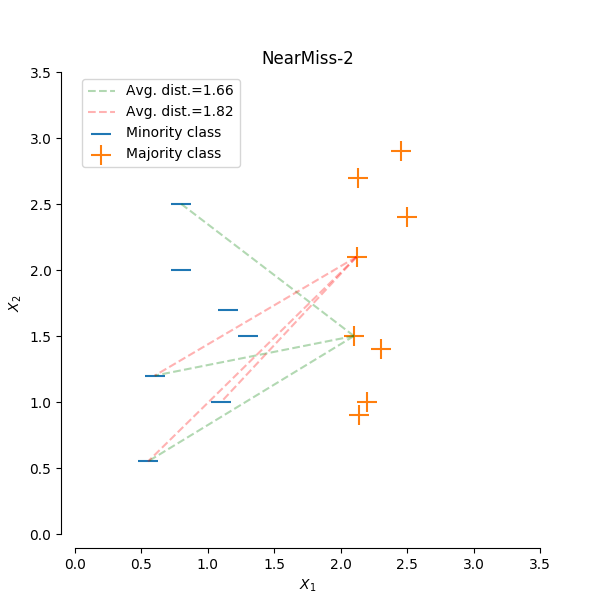 NearMiss-2
Avg. dist.=1.66
Avg. dist.=1.82
Minority class
Majority class
3.5
3.0
2.5
2.0
1.5
1.0
0.5
0.0
X₂
0.0 0.5 1.0 1.5 2.0 2.5 3.0 3.5
X₁